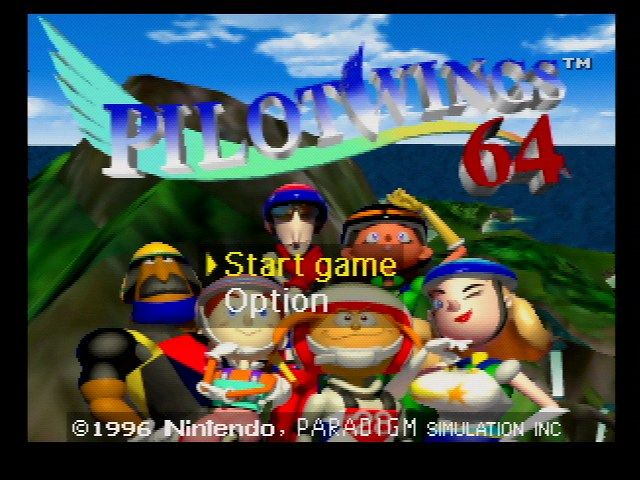 PILOTWINGS™
64
Start game
Option
©1996 Nintendo, PARADIGM SIMULATION INC